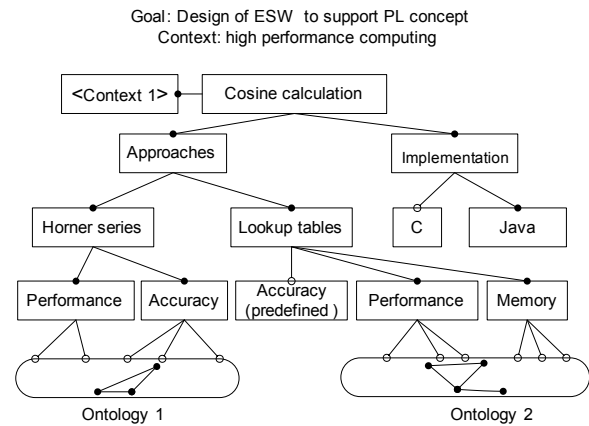 Goal: Design of ESW to support PL concept
Context: high performance computing
<Context 1>
Cosine calculation
Approaches
Implementation
Horner series
Lookup tables
C
Java
Performance
Accuracy
Accuracy
(predefined )
Performance
Memory
Ontology 1
Ontology 2